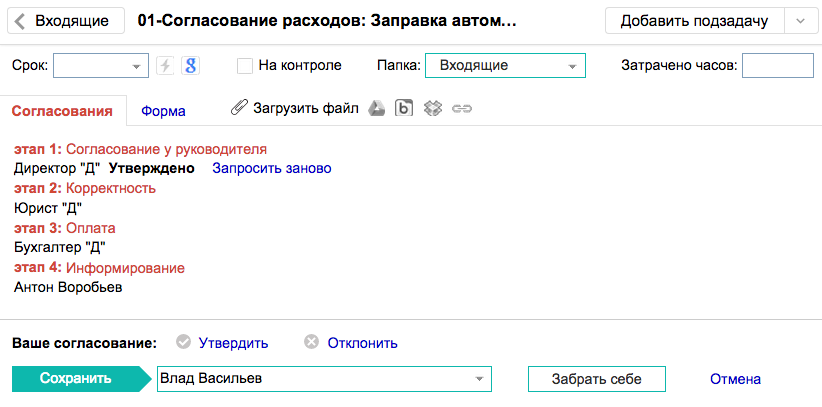 Входящие 01-Согласование расходов: Заправка автом… Добавить подзадачу
Срок: На контроле Папка: Входящие Затрачено часов:
Согласования Форма Загрузить файл
этап 1: Согласование у руководителя
Директор "Д" Утверждено Запросить заново
этап 2: Корректность
Юрист "Д"
этап 3: Оплата
Бухгалтер "Д"
этап 4: Информирование
Антон Воробьев
Ваше согласование: Утвердить Отклонить
Сохранить Влад Васильев Забрать себе Отмена